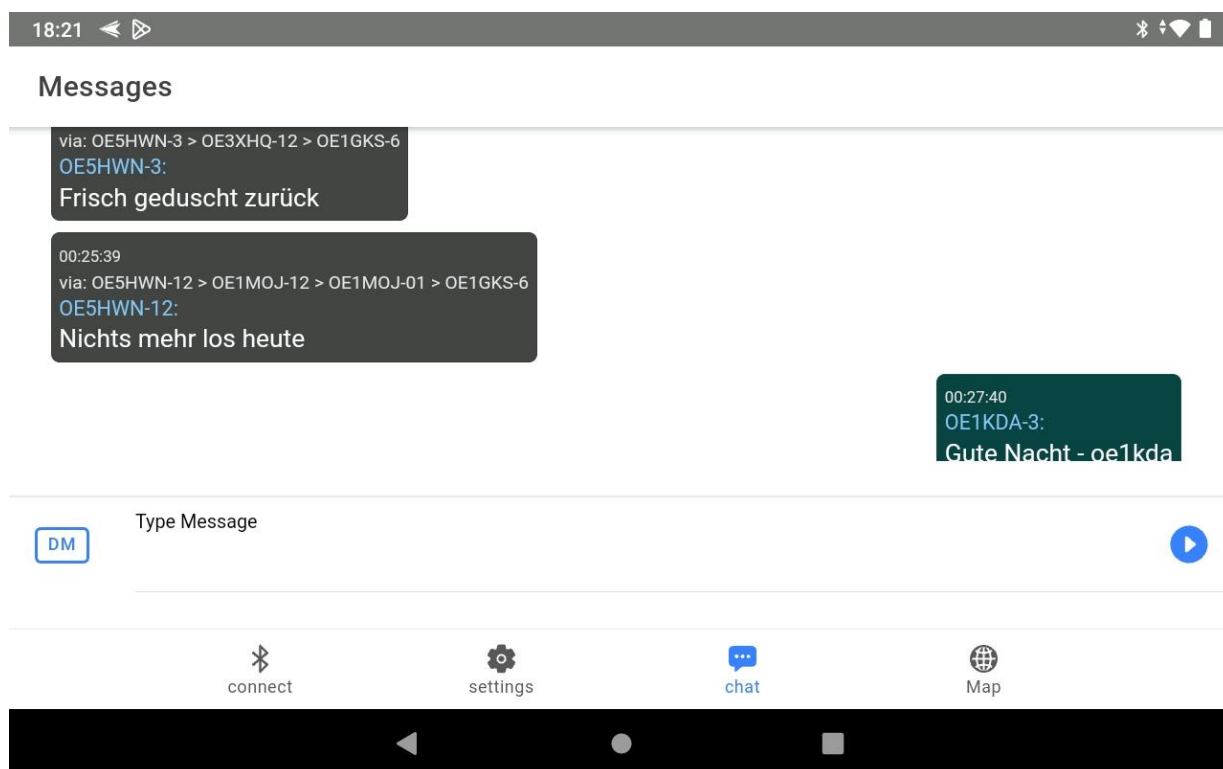 18:21
Messages
via: OE5HWN-3 > OE3XHQ-12 > OE1GKS-6
OE5HWN-3:
Frisch geduscht zurück
00:25:39
via: OE5HWN-12 > OE1MOJ-12 > OE1MOJ-01 > OE1GKS-6
OE5HWN-12:
Nichts mehr los heute
00:27:40
OE1KDA-3:
Gute Nacht - oe1kda
Type Message
DM
connect settings chat Map